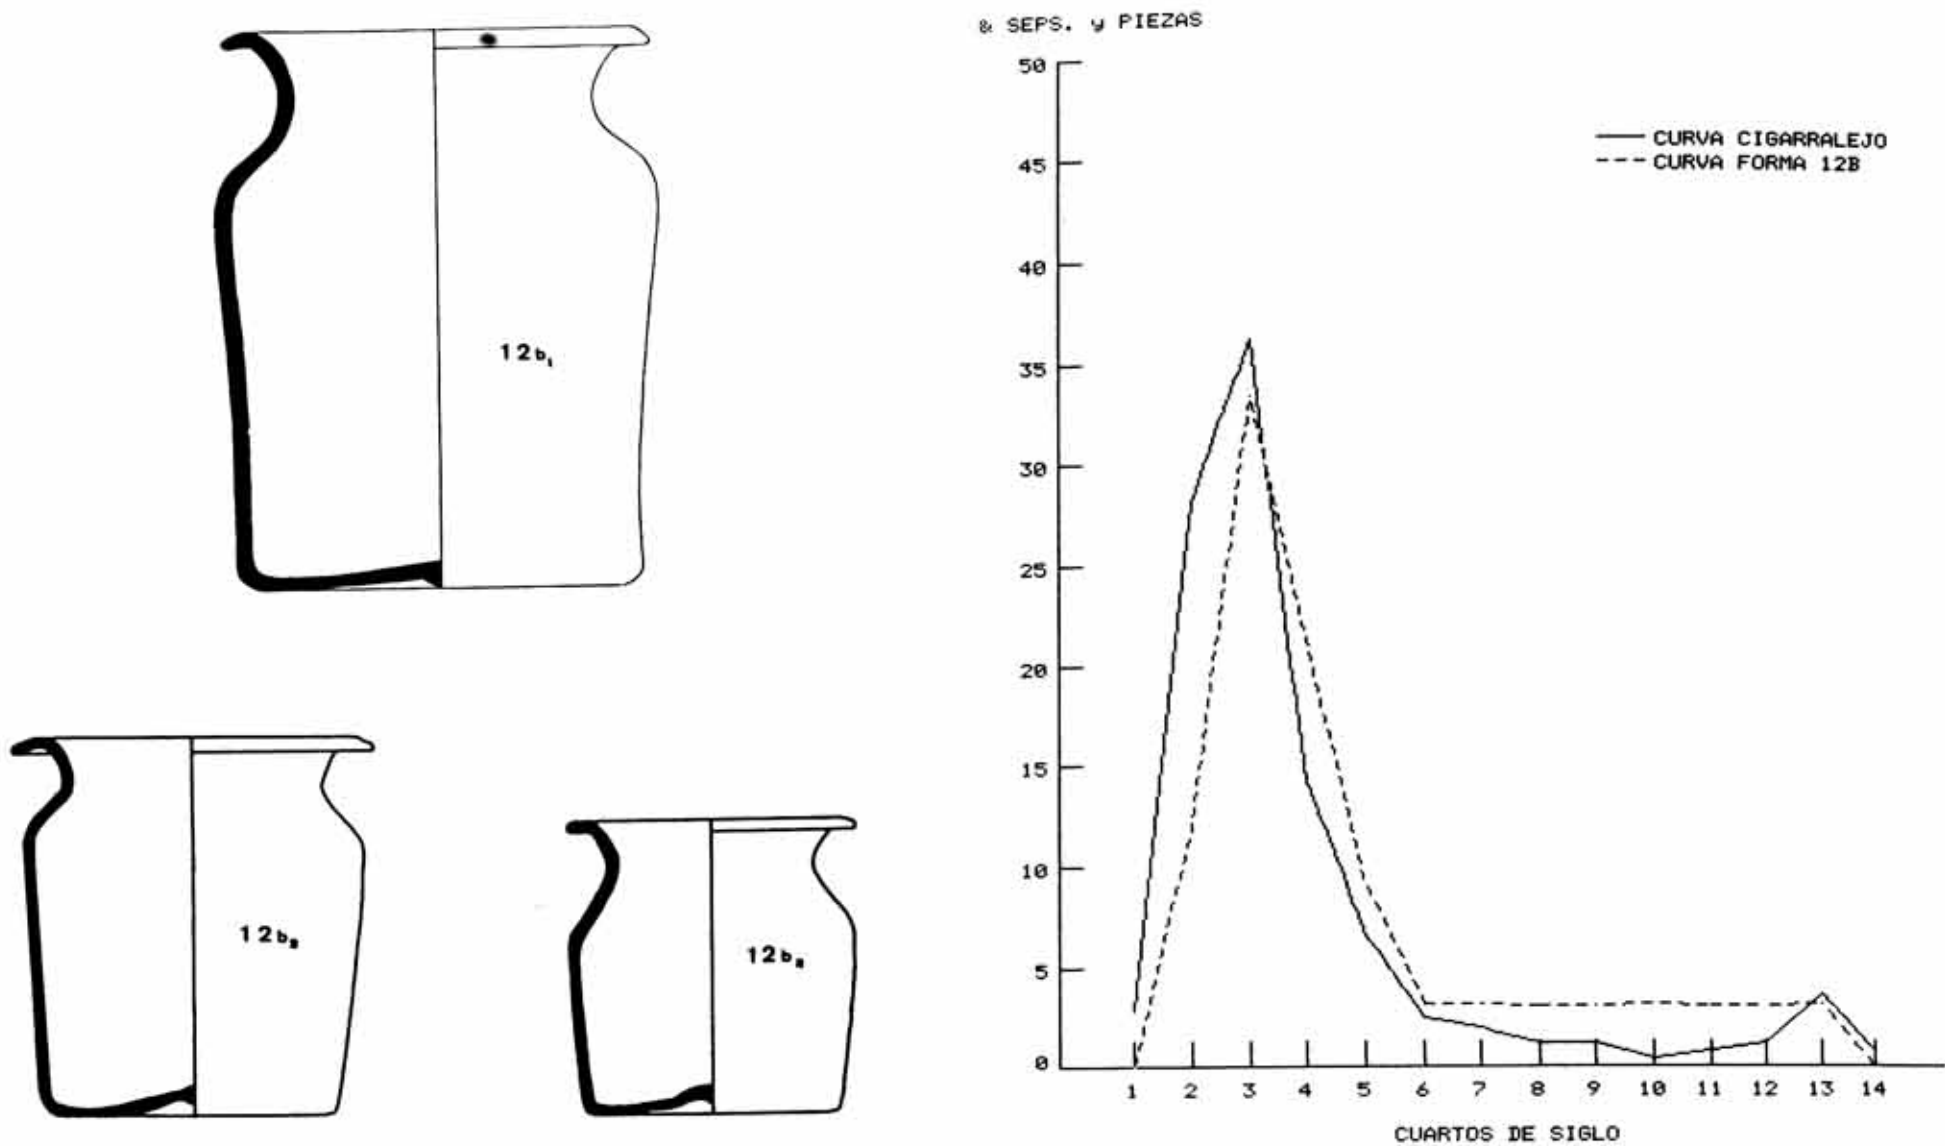 12b₁
12b₂
12b₂
& SEPS. y PIEZAS
50
45
40
35
30
25
20
15
10
5
0
CURVA CIGARRALEJO
CURVA FORMA 12B
1 2 3 4 5 6 7 8 9 10 11 12 13 14
CUARTOS DE SIGLO